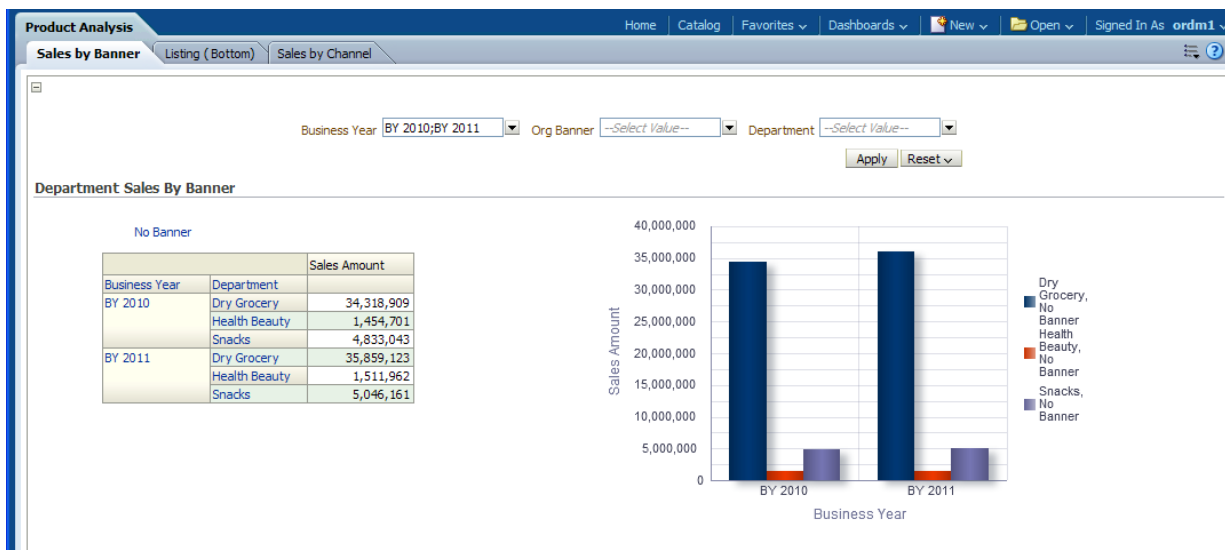 Product Analysis
Home Catalog Favorites Dashboards New Open Signed In As ordm1
Sales by Banner Listing (Bottom) Sales by Channel
Business Year BY 2010;BY 2011 Org Banner --Select Value-- Department --Select Value--
Apply Reset
Department Sales By Banner
No Banner
Sales Amount
Business Year Department
BY 2010 Dry Grocery 34,318,909
Health Beauty 1,454,701
Snacks 4,833,043
BY 2011 Dry Grocery 35,859,123
Health Beauty 1,511,962
Snacks 5,046,161
Sales Amount
40,000,000
35,000,000
30,000,000
25,000,000
20,000,000
15,000,000
10,000,000
5,000,000
0
BY 2010 BY 2011
Business Year
Dry
Grocery,
No
Banner
Health
Beauty,
No
Banner
Snacks,
No
Banner